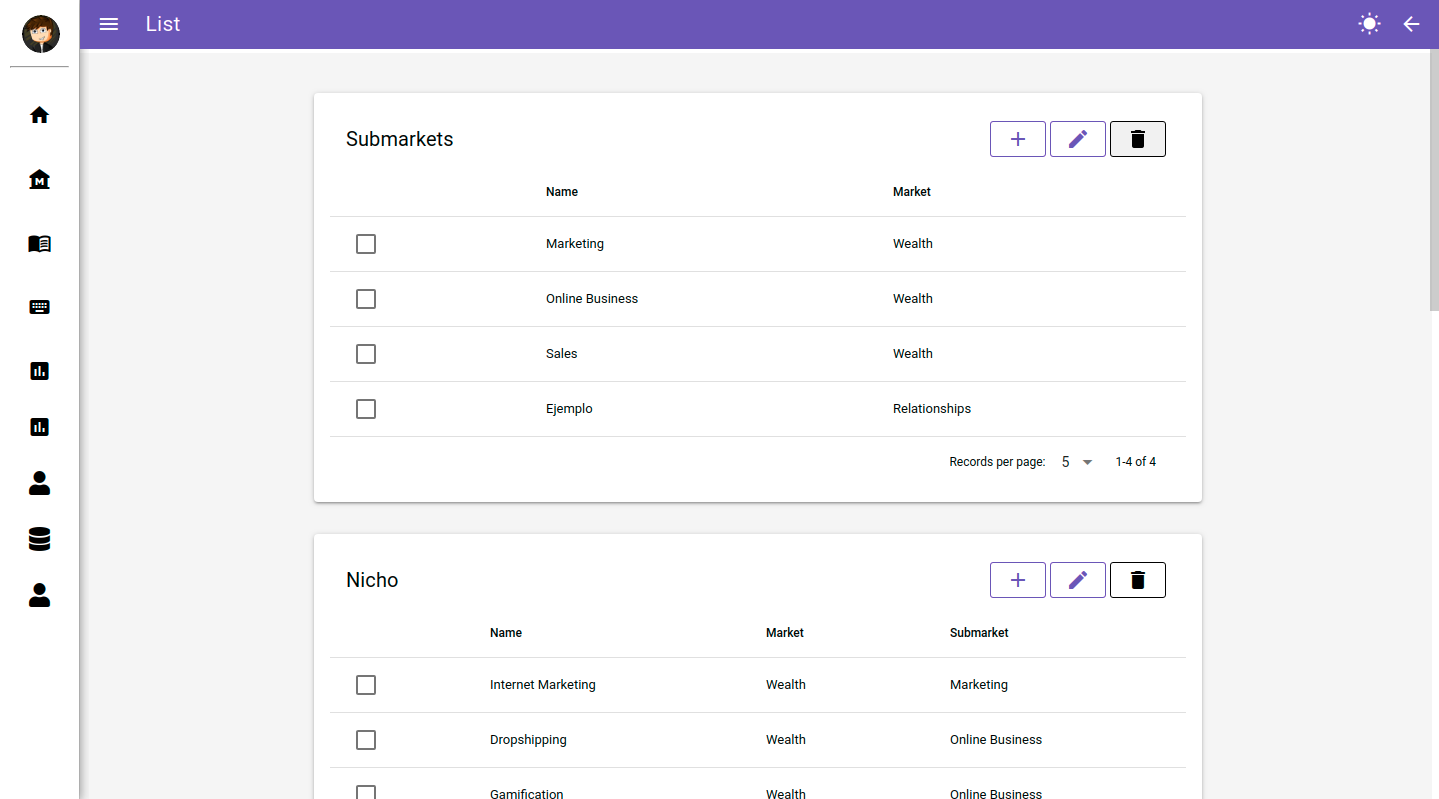 List
Submarkets
Name Market
Marketing Wealth
Online Business Wealth
Sales Wealth
Ejemplo Relationships
Records per page: 5 1-4 of 4
Nicho
Name Market Submarket
Internet Marketing Wealth Marketing
Dropshipping Wealth Online Business
Gamification Wealth Online Business